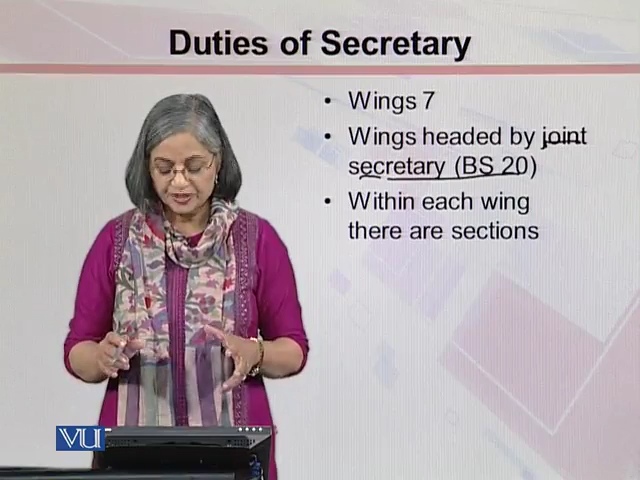 Duties of Secretary
• Wings 7
• Wings headed by joint
secretary (BS 20)
• Within each wing
there are sections
VU